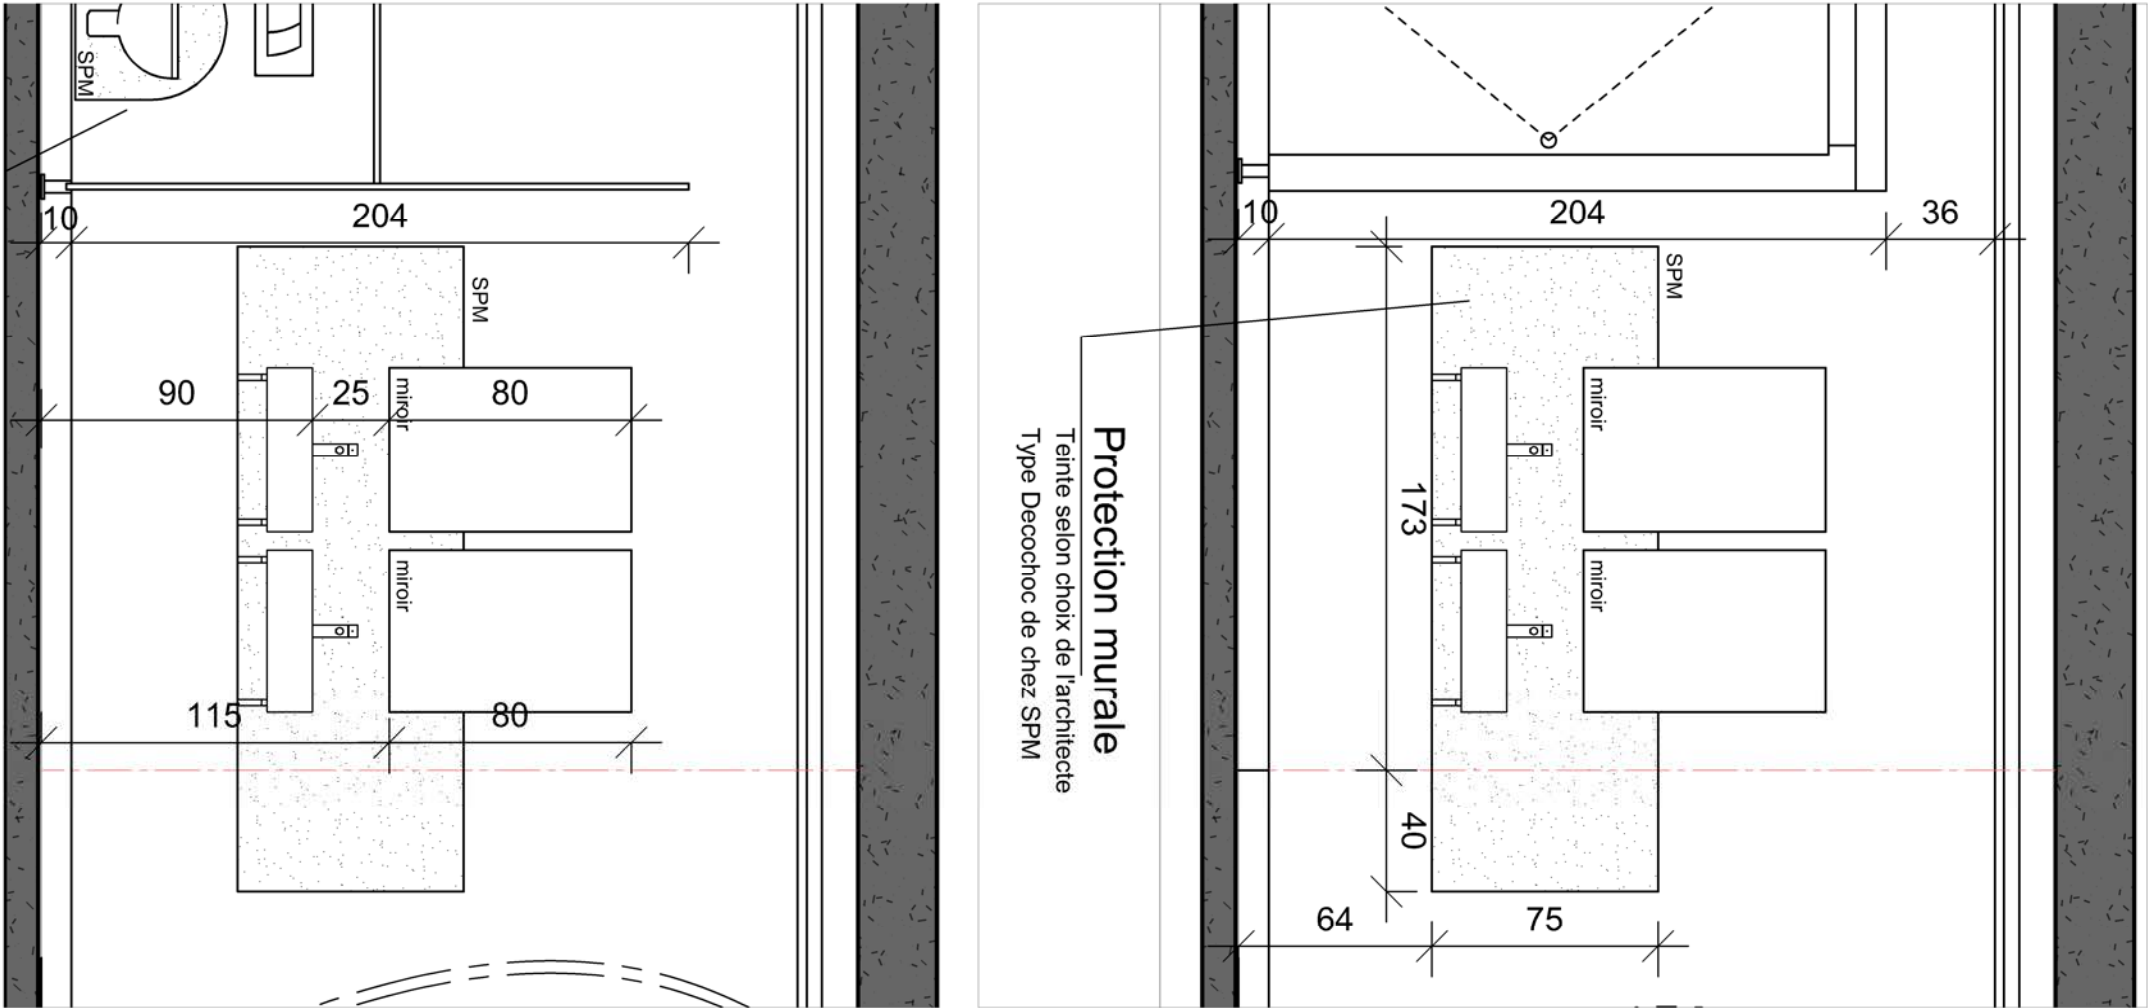 SPM
10
204
SPM
90
25
80
miroir
miroir
115
80
10
204
36
SPM
miroir
miroir
173
40
64
75
Protection murale
Teinte selon choix de l'architecte
Type Decochoc de chez SPM